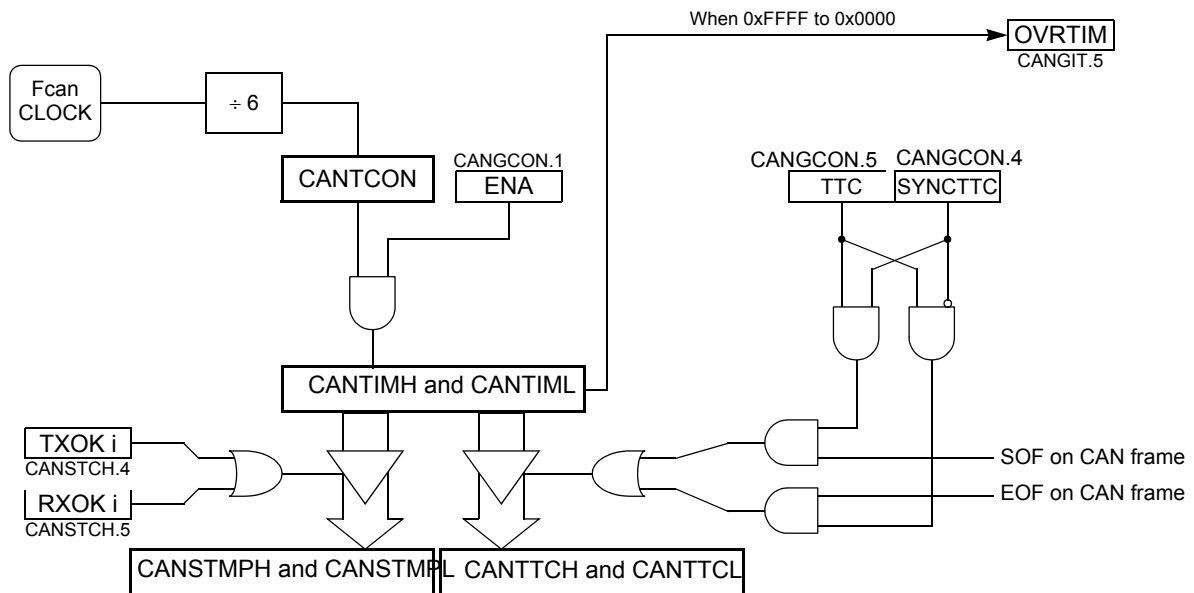 When 0xFFFF to 0x0000
OVRTIM
CANGIT.5
Fcan
CLOCK
÷ 6
CANTCON
CANGCON.1
ENA
CANGCON.5
CANGCON.4
TTC
SYNCTTC
CANTIMH and CANTIML
TXOK i
CANSTCH.4
RXOK i
CANSTCH.5
SOF on CAN frame
EOF on CAN frame
CANSTMPH and CANSTMPL
CANTTCH and CANTTCL